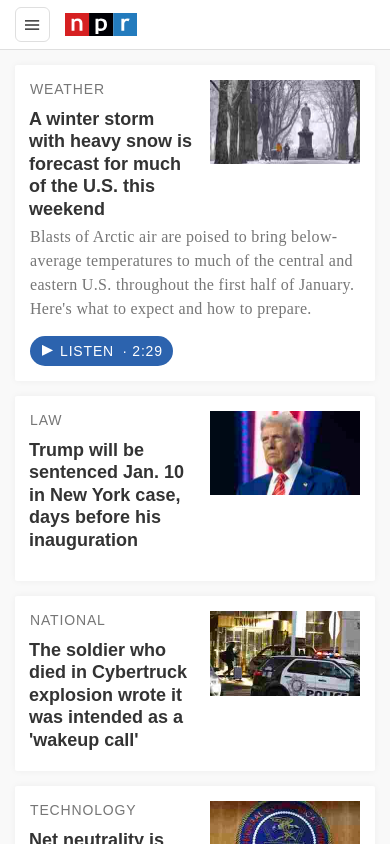 npr
WEATHER
A winter storm
with heavy snow is
forecast for much
of the U.S. this
weekend
Blasts of Arctic air are poised to bring below-
average temperatures to much of the central and
eastern U.S. throughout the first half of January.
Here's what to expect and how to prepare.
LISTEN · 2:29
LAW
Trump will be
sentenced Jan. 10
in New York case,
days before his
inauguration
NATIONAL
The soldier who
died in Cybertruck
explosion wrote it
was intended as a
'wakeup call'
POLICE
TECHNOLOGY
Net neutrality is